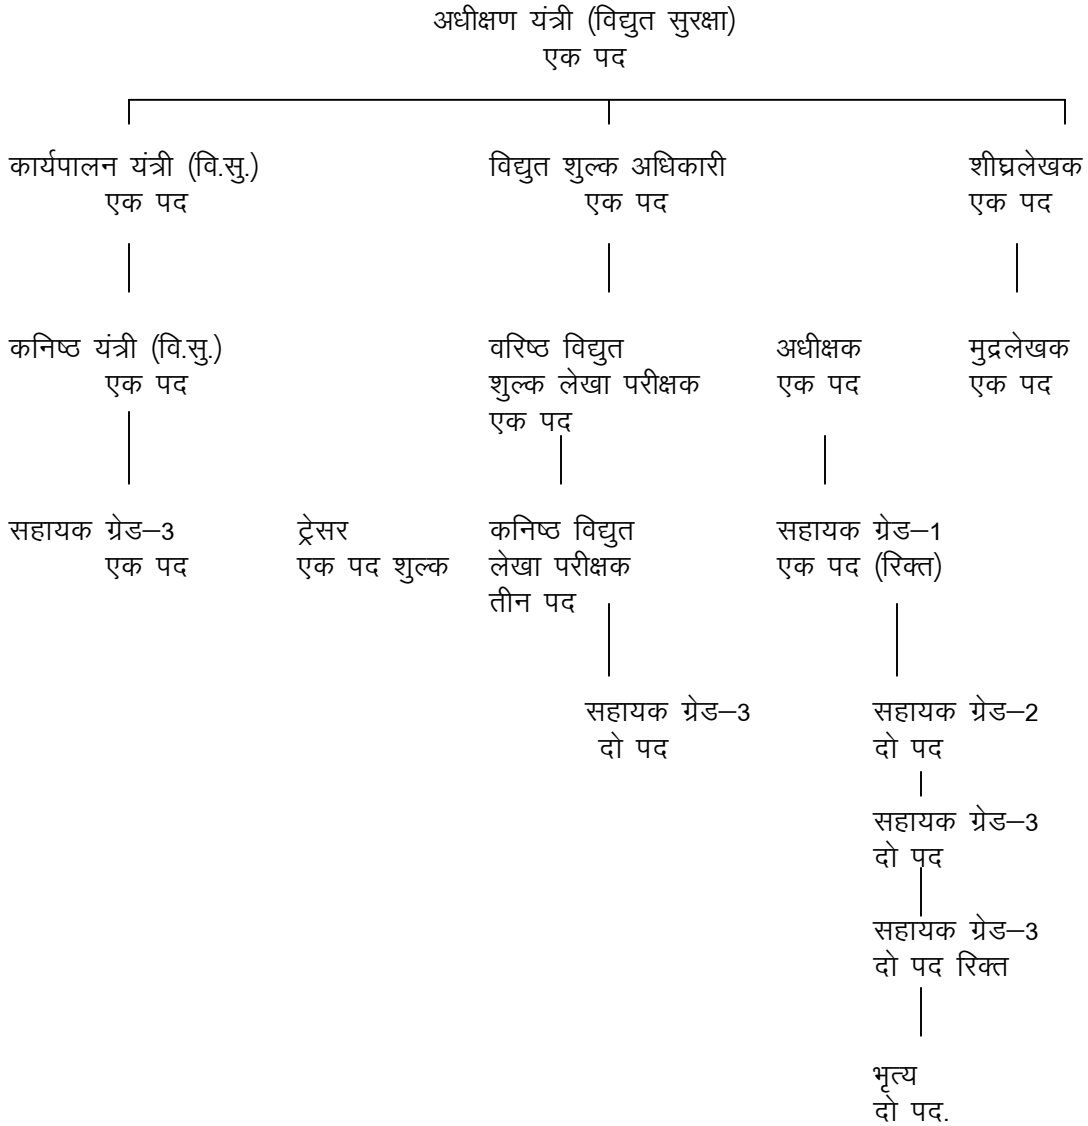 अधीक्षण यंत्री (विद्युत सुरक्षा)
एक पद
कार्यपालन यंत्री (वि.सु.)
एक पद
विद्युत शुल्क अधिकारी
एक पद
शीघ्रलेखक
एक पद
कनिष्ठ यंत्री (वि.सु.)
एक पद
वरिष्ठ विद्युत
शुल्क लेखा परीक्षक
एक पद
अधीक्षक
एक पद
मुद्रलेखक
एक पद
सहायक ग्रेड–3
एक पद
ट्रेसर
एक पद शुल्क
कनिष्ठ विद्युत
लेखा परीक्षक
तीन पद
सहायक ग्रेड–1
एक पद (रिक्त)
सहायक ग्रेड–3
दो पद
सहायक ग्रेड–2
दो पद
सहायक ग्रेड–3
दो पद
सहायक ग्रेड–3
दो पद रिक्त
भृत्य
दो पद.